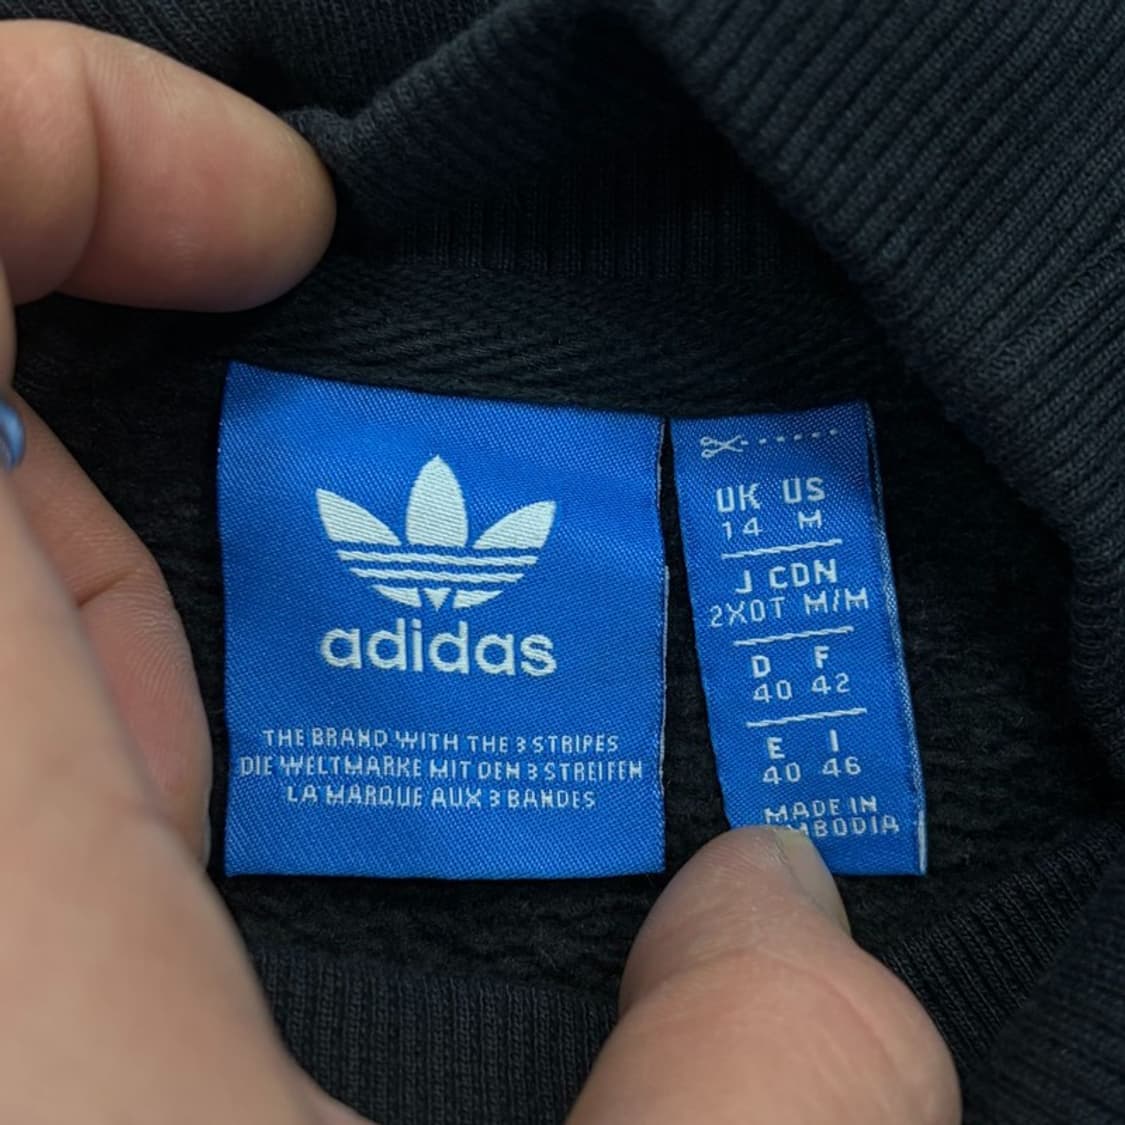 adidas
THE BRAND WITH THE 3 STRIPES
DIE WELTMARKE MIT DEN 3 STREIFEN
LA MARQUE AUX 3 BANDES
UK US
14 M
J CDN
2XOT M/M
D F
40 42
E I
40 46
MADE IN
MBODIA